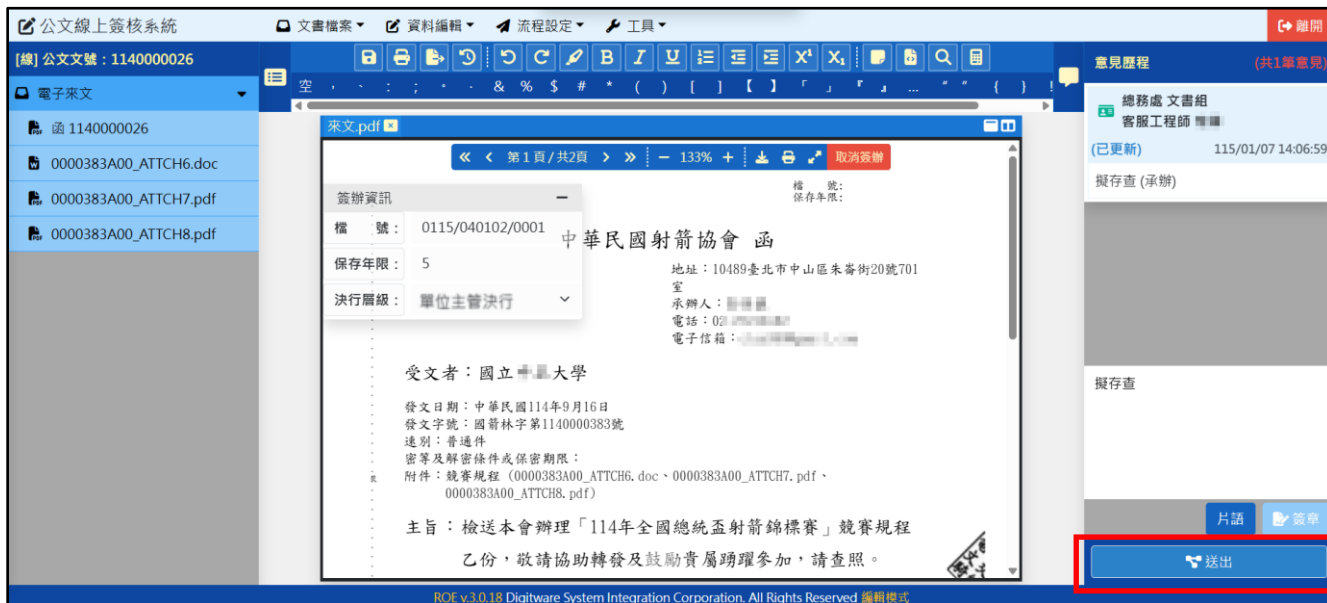 公文線上簽核系統
文書檔案 資料編輯 流程設定 工具 離開
[線] 公文文號：1140000026
電子來文
函 1140000026
0000383A00_ATTCH6.doc
0000383A00_ATTCH7.pdf
0000383A00_ATTCH8.pdf
B I U X¹ X₁
空 , 、 : ; 。 . & % $ # * ( ) [ ] 【 】 「 」 『 』 … “ ” { } !
來文.pdf
第 1 頁 / 共2頁 133% 取消簽辦
簽辦資訊
檔 號： 0115/040102/0001
保存年限： 5
決行層級： 單位主管決行
檔 號:
保存年限:
中華民國射箭協會 函
地址：10489臺北市中山區朱崙街20號701
室
承辦人：
電話：02
電子信箱：
受文者：國立 大學
發文日期：中華民國114年9月16日
發文字號：國箭林字第1140000383號
速別：普通件
密等及解密條件或保密期限：
附件：競賽規程 (0000383A00_ATTCH6.doc、0000383A00_ATTCH7.pdf、
0000383A00_ATTCH8.pdf)
主旨：檢送本會辦理「114年全國總統盃射箭錦標賽」競賽規程
乙份，敬請協助轉發及鼓勵貴屬踴躍參加，請查照。
意見歷程 (共1筆意見)
總務處 文書組
客服工程師
(已更新) 115/01/07 14:06:59
擬存查 (承辦)
擬存查
片語 簽章
送出
ROE v.3.0.18 Digitware System Integration Corporation. All Rights Reserved 編輯模式